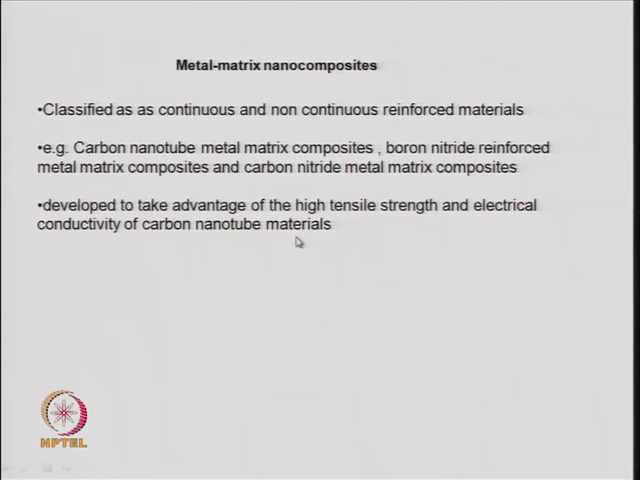 Metal-matrix nanocomposites
•Classified as as continuous and non continuous reinforced materials
•e.g. Carbon nanotube metal matrix composites , boron nitride reinforced
metal matrix composites and carbon nitride metal matrix composites
•developed to take advantage of the high tensile strength and electrical
conductivity of carbon nanotube materials
NPTEL